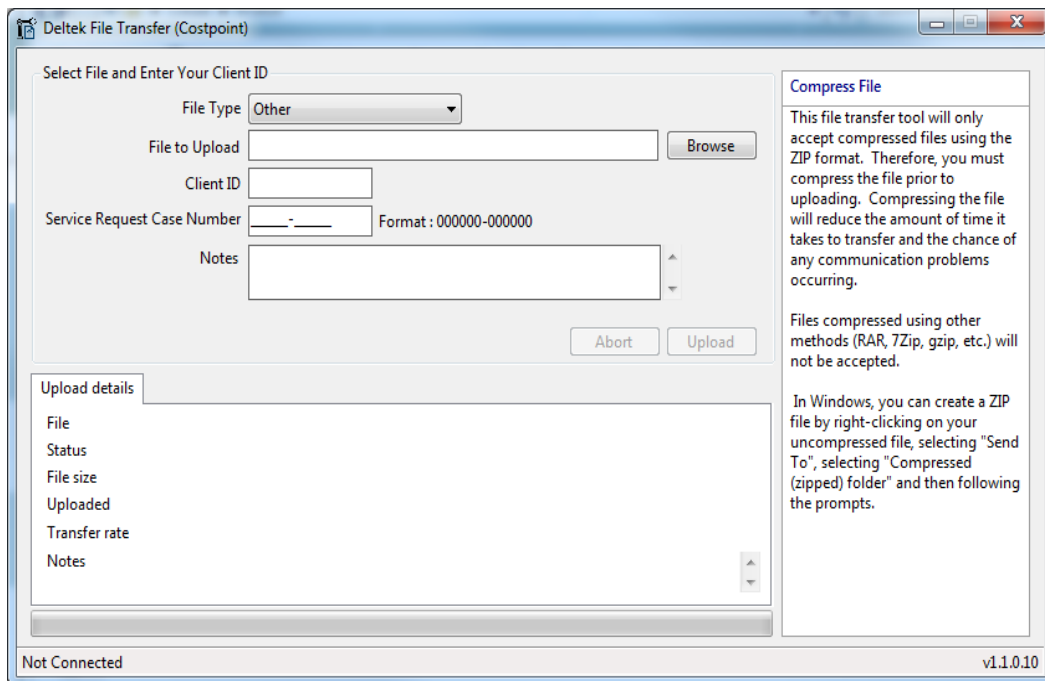 Deltek File Transfer (Costpoint)
Select File and Enter Your Client ID
File Type Other
File to Upload Browse
Client ID
Service Request Case Number _____-_____ Format : 000000-000000
Notes
Abort Upload
Upload details
File
Status
File size
Uploaded
Transfer rate
Notes
Compress File
This file transfer tool will only
accept compressed files using the
ZIP format.  Therefore, you must
compress the file prior to
uploading.  Compressing the file
will reduce the amount of time it
takes to transfer and the chance of
any communication problems
occurring.
Files compressed using other
methods (RAR, 7Zip, gzip, etc.) will
not be accepted.
In Windows, you can create a ZIP
file by right-clicking on your
uncompressed file, selecting "Send
To", selecting "Compressed
(zipped) folder" and then following
the prompts.
Not Connected v1.1.0.10